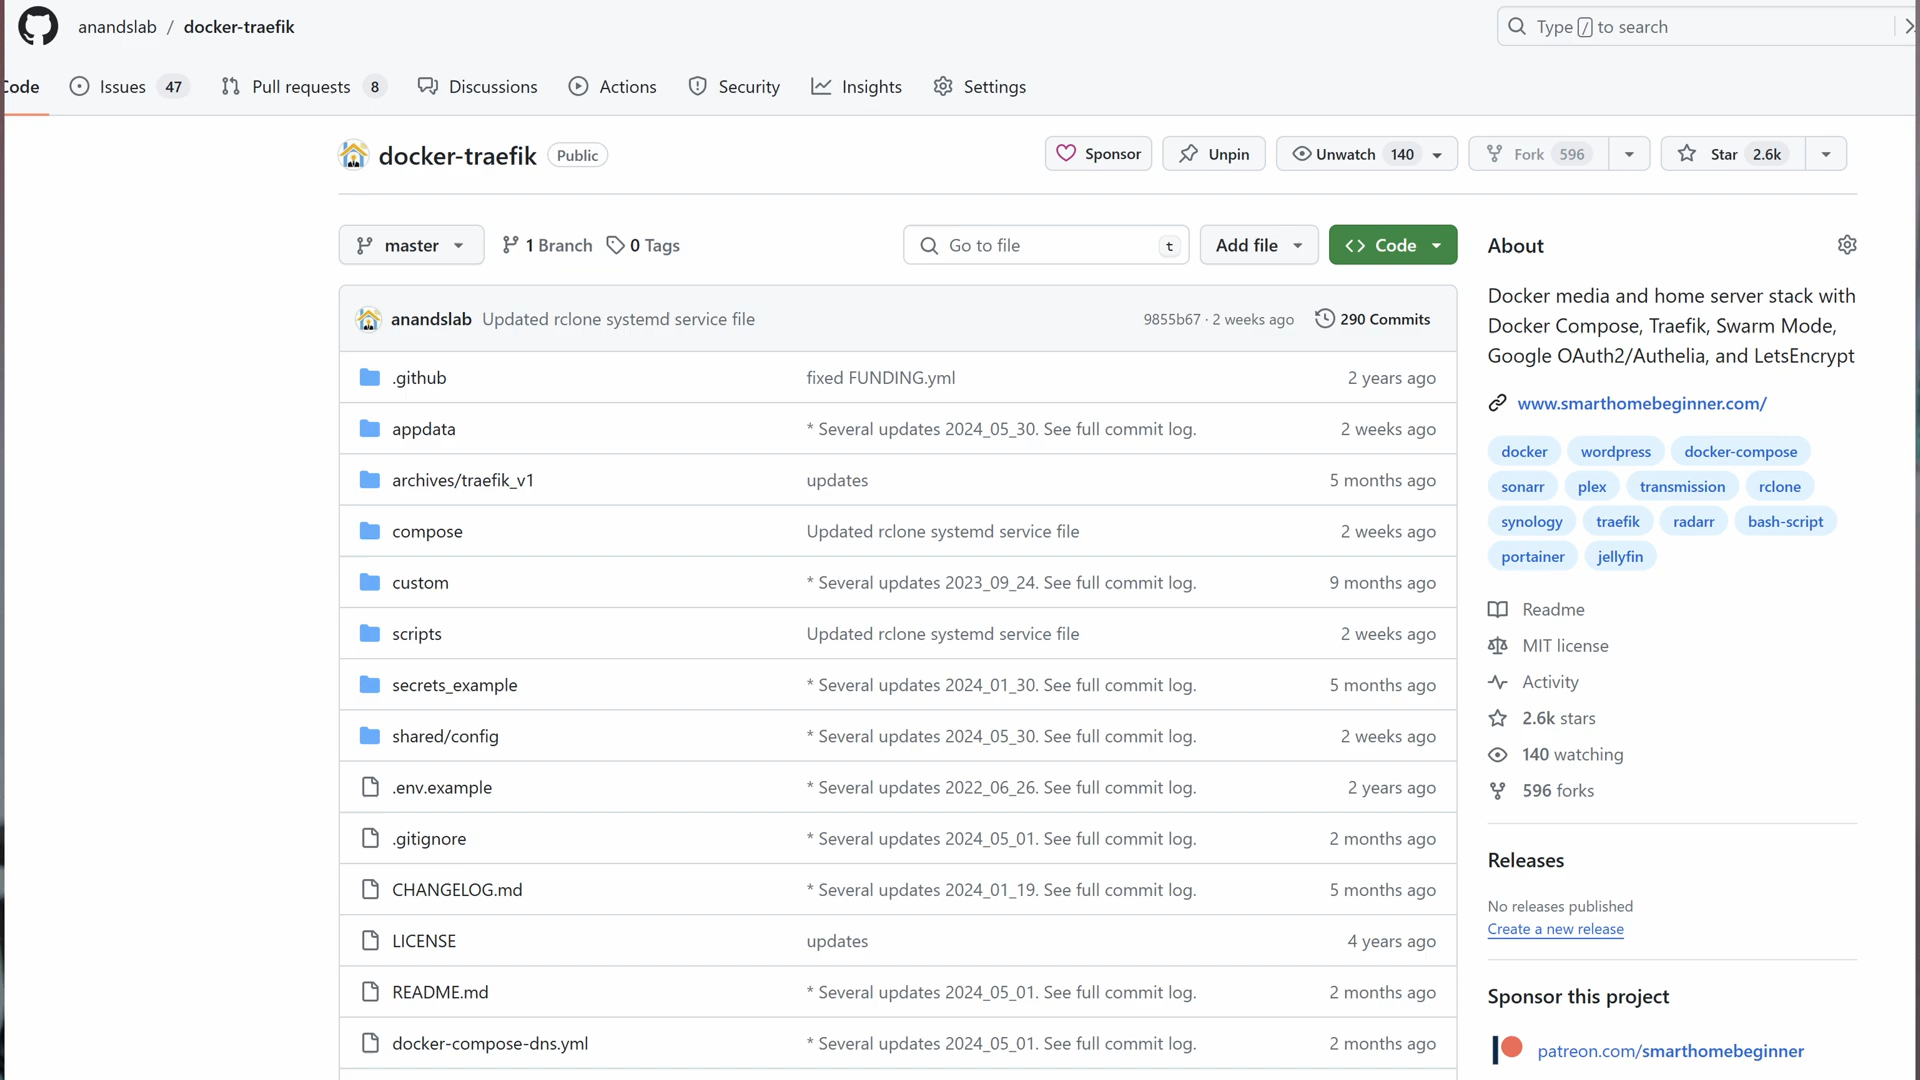 anandslab / docker-traefik
Type / to search
Code
Issues 47
Pull requests 8
Discussions
Actions
Security
Insights
Settings
docker-traefik Public
Sponsor
Unpin
Unwatch 140
Fork 596
Star 2.6k
master
1 Branch
0 Tags
Go to file t
Add file
<> Code
anandslab Updated rclone systemd service file 9855b67 · 2 weeks ago 290 Commits
.github fixed FUNDING.yml 2 years ago
appdata * Several updates 2024_05_30. See full commit log. 2 weeks ago
archives/traefik_v1 updates 5 months ago
compose Updated rclone systemd service file 2 weeks ago
custom * Several updates 2023_09_24. See full commit log. 9 months ago
scripts Updated rclone systemd service file 2 weeks ago
secrets_example * Several updates 2024_01_30. See full commit log. 5 months ago
shared/config * Several updates 2024_05_30. See full commit log. 2 weeks ago
.env.example * Several updates 2022_06_26. See full commit log. 2 years ago
.gitignore * Several updates 2024_05_01. See full commit log. 2 months ago
CHANGELOG.md * Several updates 2024_01_19. See full commit log. 5 months ago
LICENSE updates 4 years ago
README.md * Several updates 2024_05_01. See full commit log. 2 months ago
docker-compose-dns.yml * Several updates 2024_05_01. See full commit log. 2 months ago
About
Docker media and home server stack with
Docker Compose, Traefik, Swarm Mode,
Google OAuth2/Authelia, and LetsEncrypt
www.smarthomebeginner.com/
docker wordpress docker-compose
sonarr plex transmission rclone
synology traefik radarr bash-script
portainer jellyfin
Readme
MIT license
Activity
2.6k stars
140 watching
596 forks
Releases
No releases published
Create a new release
Sponsor this project
patreon.com/smarthomebeginner